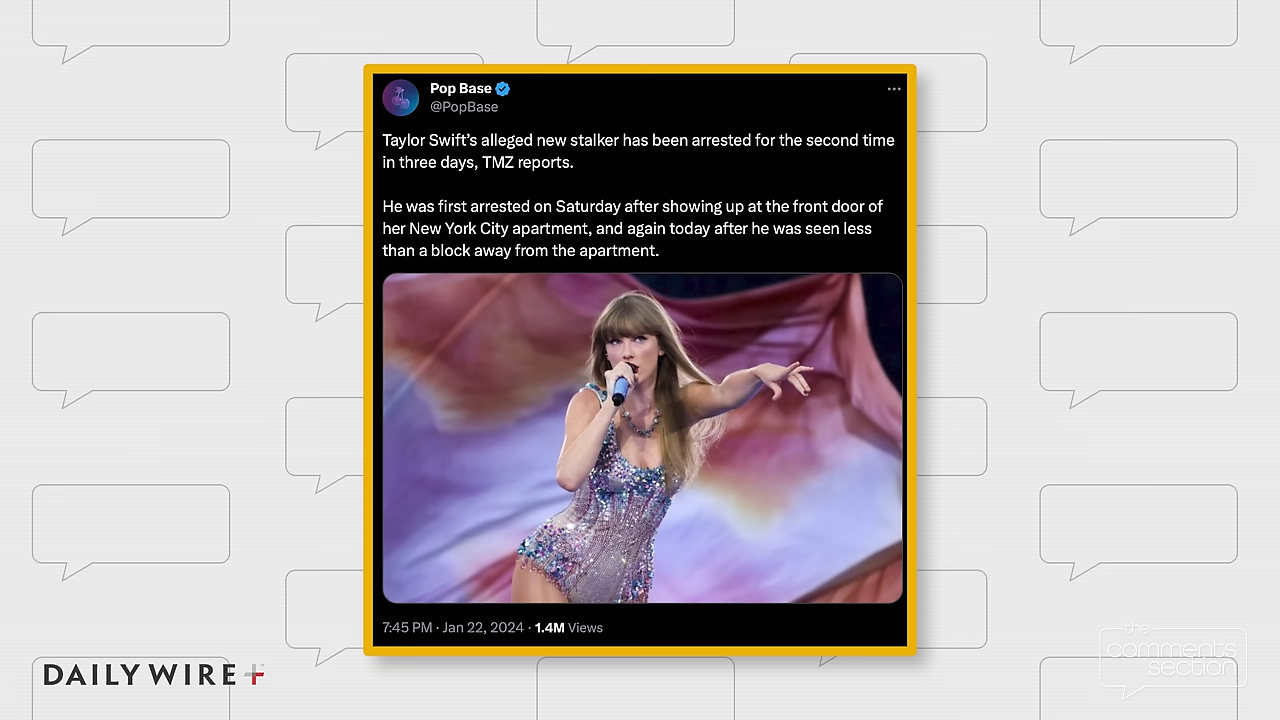 Pop Base
@PopBase
Taylor Swift's alleged new stalker has been arrested for the second time
in three days, TMZ reports.
He was first arrested on Saturday after showing up at the front door of
her New York City apartment, and again today after he was seen less
than a block away from the apartment.
7:45 PM · Jan 22, 2024 · 1.4M Views
DAILY WIRE +
the
comments
section